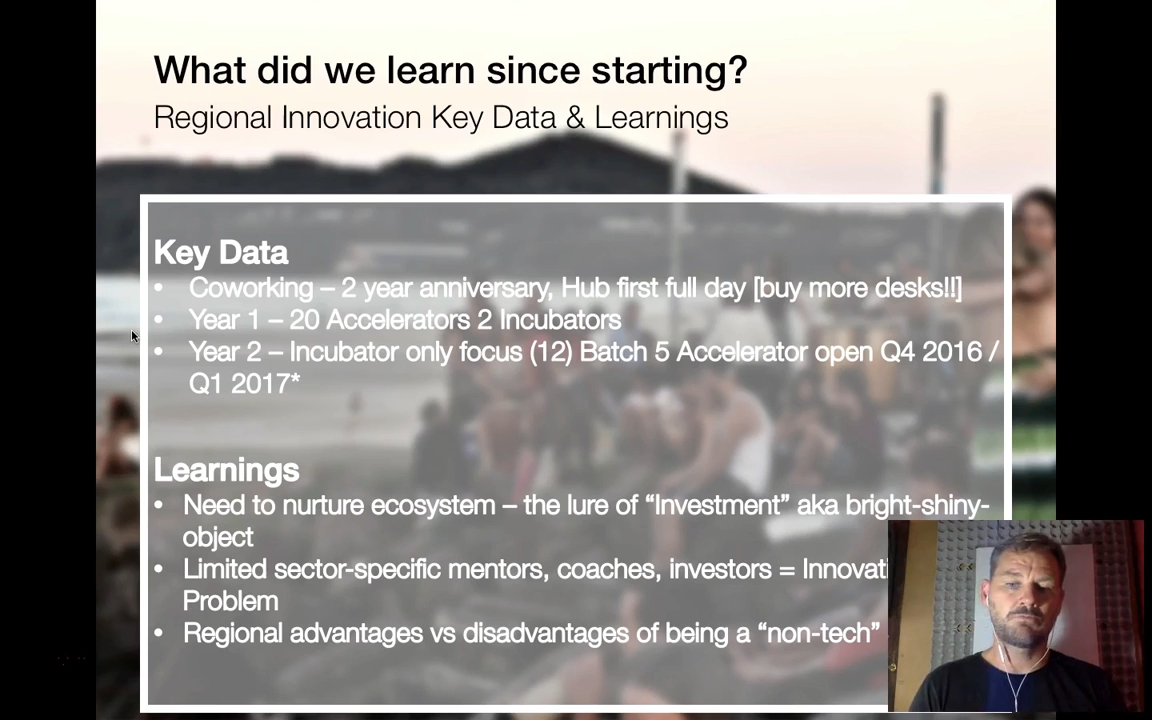 What did we learn since starting?
Regional Innovation Key Data & Learnings
Key Data
• Coworking – 2 year anniversary, Hub first full day [buy more desks!!]
• Year 1 – 20 Accelerators 2 Incubators
• Year 2 – Incubator only focus (12) Batch 5 Accelerator open Q4 2016 /
Q1 2017*
Learnings
• Need to nurture ecosystem – the lure of “Investment” aka bright-shiny-
object
• Limited sector-specific mentors, coaches, investors = Innovati
Problem
• Regional advantages vs disadvantages of being a “non-tech”